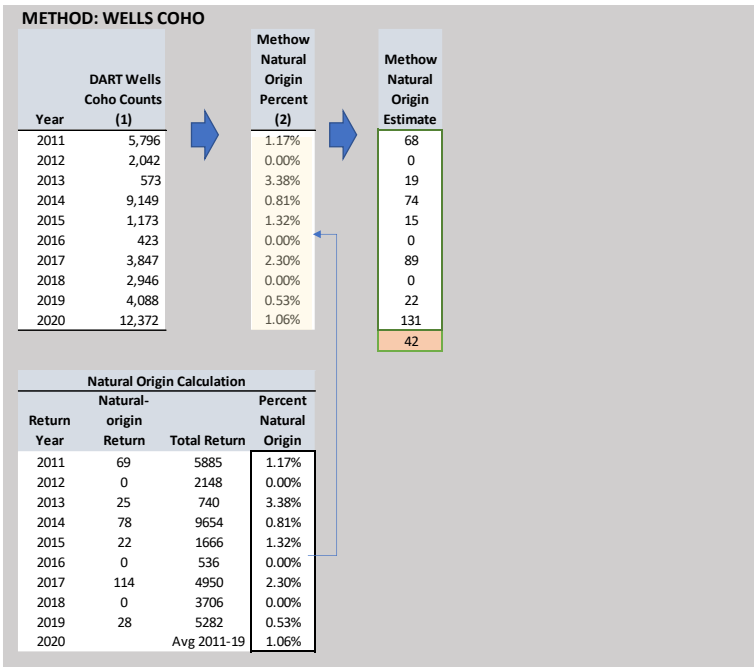 METHOD: WELLS COHO
Year DART Wells Coho Counts (1) Methow Natural Origin Percent (2) Methow Natural Origin Estimate
2011 5,796 1.17% 68
2012 2,042 0.00% 0
2013 573 3.38% 19
2014 9,149 0.81% 74
2015 1,173 1.32% 15
2016 423 0.00% 0
2017 3,847 2.30% 89
2018 2,946 0.00% 0
2019 4,088 0.53% 22
2020 12,372 1.06% 131
42
Natural Origin Calculation
Return Year Natural-origin Return Total Return Percent Natural Origin
2011 69 5885 1.17%
2012 0 2148 0.00%
2013 25 740 3.38%
2014 78 9654 0.81%
2015 22 1666 1.32%
2016 0 536 0.00%
2017 114 4950 2.30%
2018 0 3706 0.00%
2019 28 5282 0.53%
2020 Avg 2011-19 1.06%